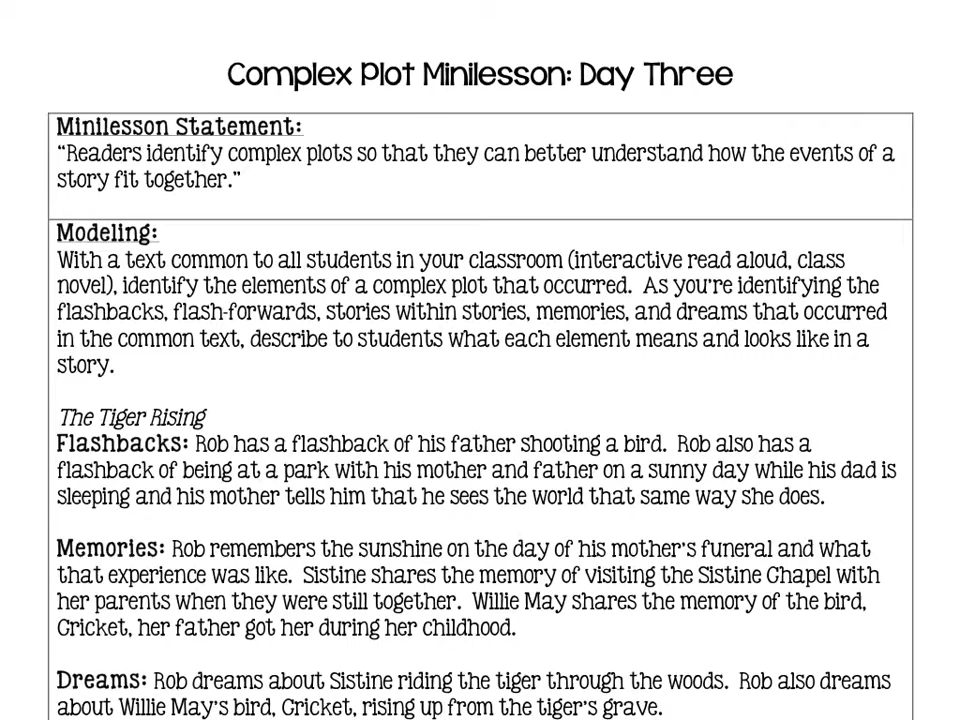 Complex Plot Minilesson: Day Three
Minilesson Statement:
“Readers identify complex plots so that they can better understand how the events of a
story fit together.”
Modeling:
With a text common to all students in your classroom (interactive read aloud, class
novel), identify the elements of a complex plot that occurred.  As you’re identifying the
flashbacks, flash-forwards, stories within stories, memories, and dreams that occurred
in the common text, describe to students what each element means and looks like in a
story.
The Tiger Rising
Flashbacks: Rob has a flashback of his father shooting a bird.  Rob also has a
flashback of being at a park with his mother and father on a sunny day while his dad is
sleeping and his mother tells him that he sees the world that same way she does.
Memories: Rob remembers the sunshine on the day of his mother’s funeral and what
that experience was like.  Sistine shares the memory of visiting the Sistine Chapel with
her parents when they were still together.  Willie May shares the memory of the bird,
Cricket, her father got her during her childhood.
Dreams: Rob dreams about Sistine riding the tiger through the woods.  Rob also dreams
about Willie May’s bird, Cricket, rising up from the tiger’s grave.